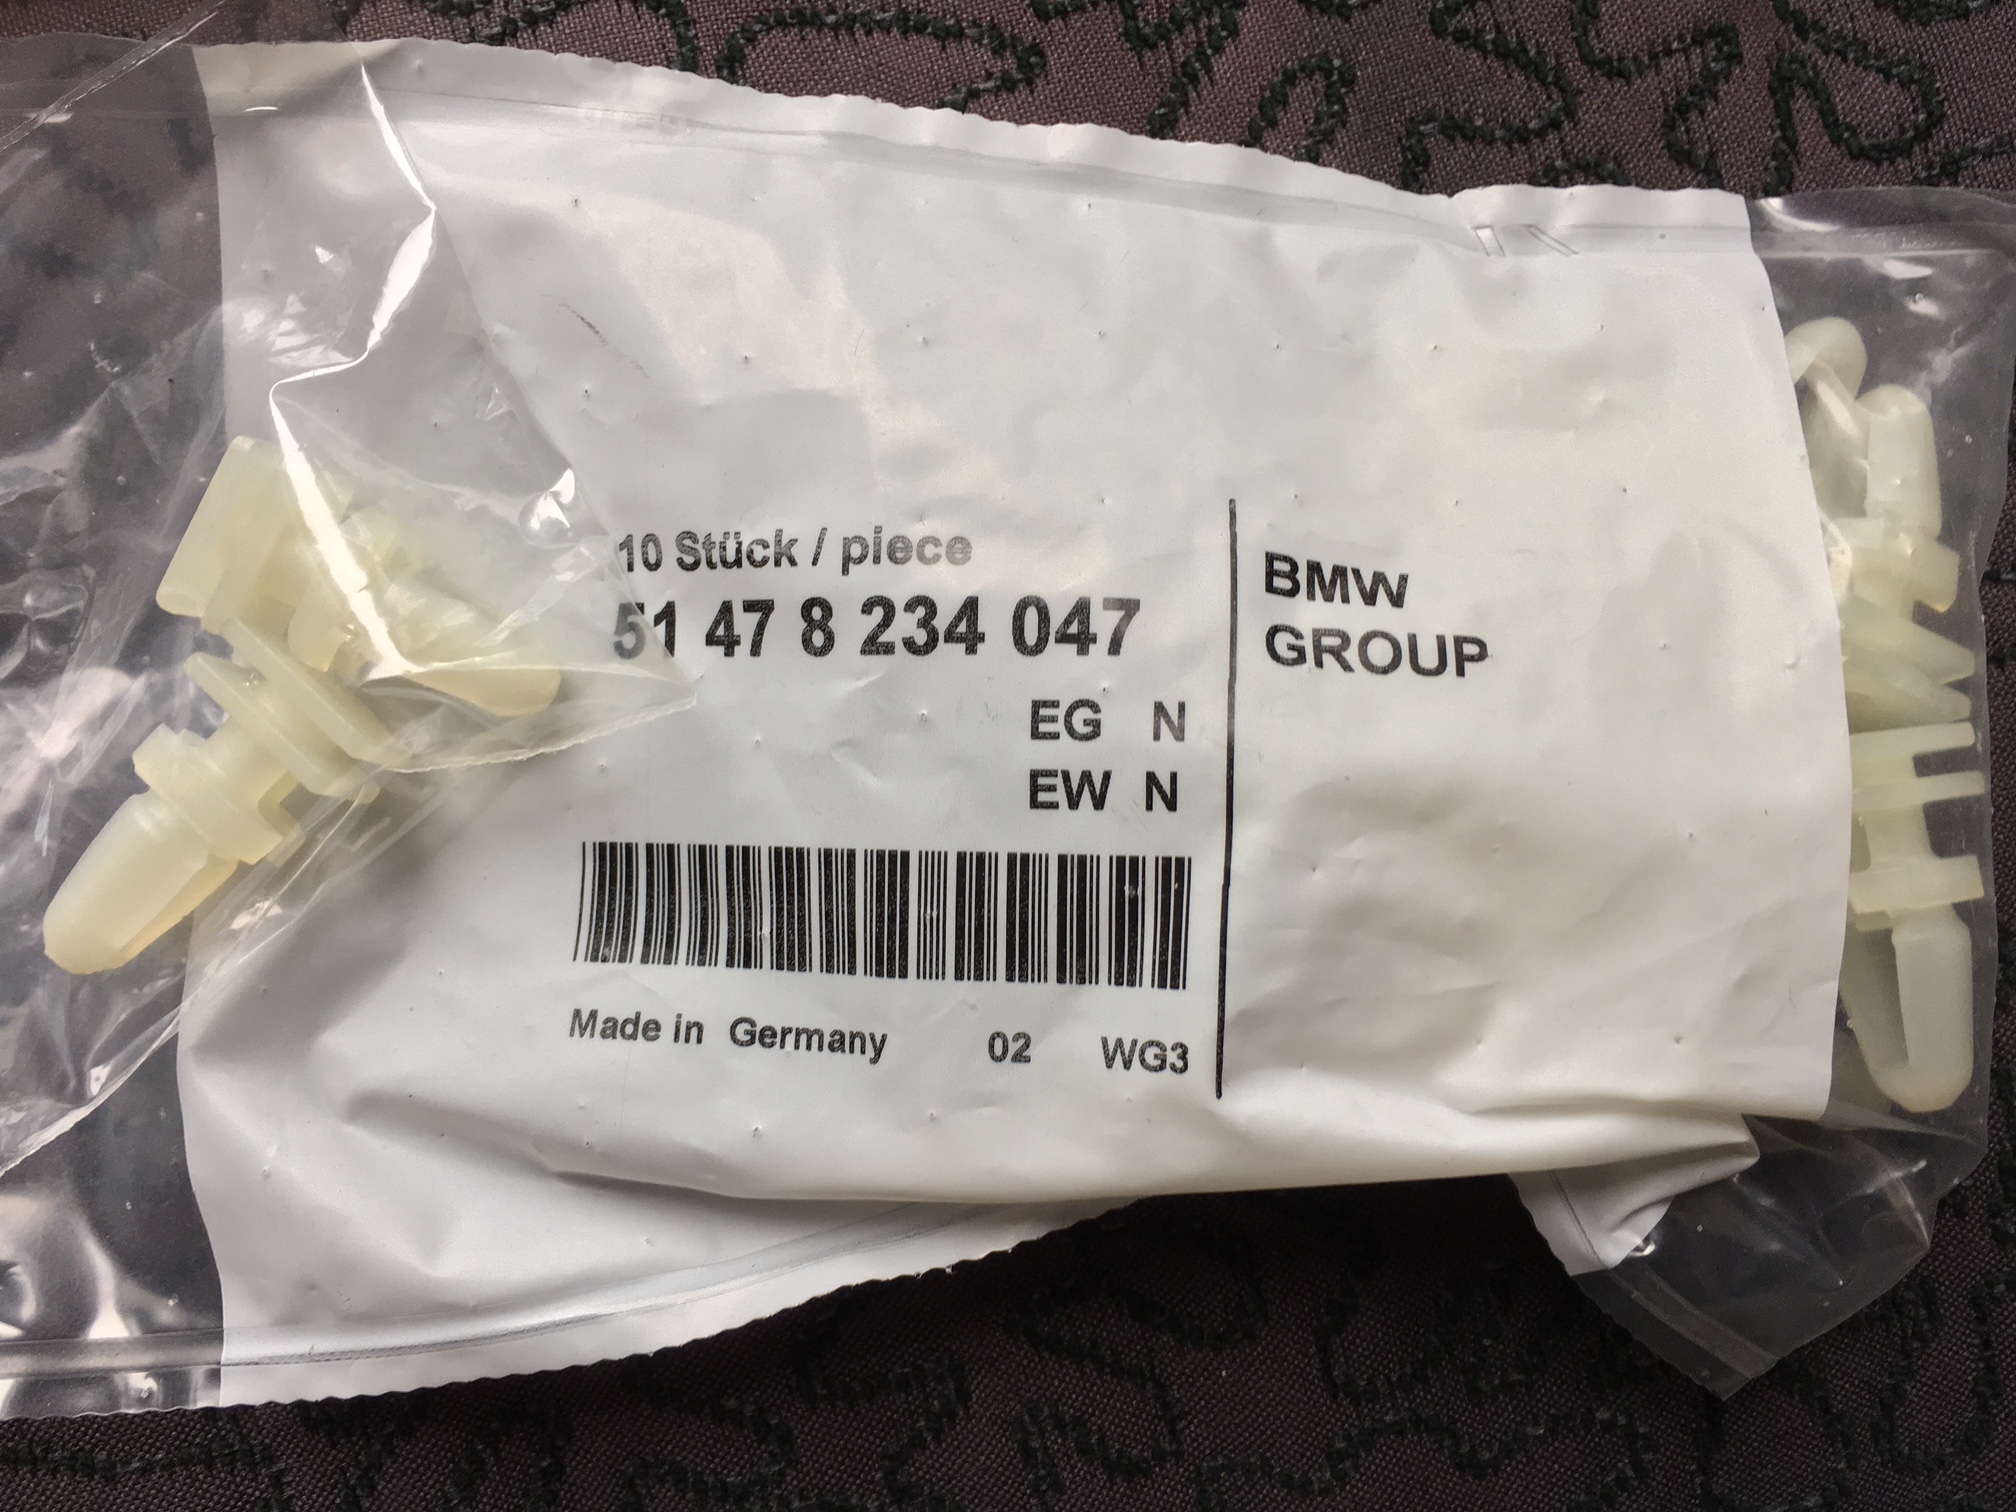 10 Stück / piece
51 47 8 234 047
EG N
EW N
Made in Germany 02 WG3
BMW
GROUP